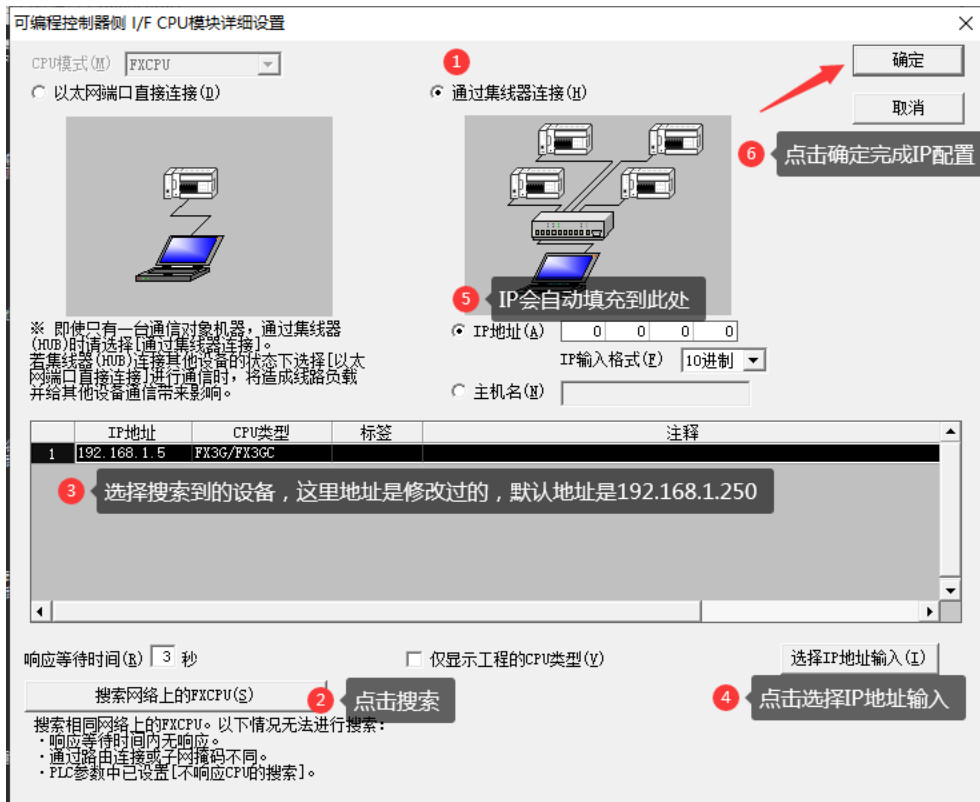 可编程控制器侧 I/F CPU模块详细设置
CPU模式(M) FXCPU
1
确定
以太网端口直接连接(D)
通过集线器连接(H)
取消
6 点击确定完成IP配置
5 IP会自动填充到此处
※ 即使只有一台通信对象机器，通过集线器
(HUB)时请选择[通过集线器连接]。
若集线器(HUB)连接其他设备的状态下选择[以太
网端口直接连接]进行通信时，将造成线路负载
并给其他设备通信带来影响。
IP地址(A) 0 0 0 0
IP输入格式(F) 10进制
主机名(N)
IP地址 CPU类型 标签 注释
1 192.168.1.5 FX3G/FX3GC
3 选择搜索到的设备，这里地址是修改过的，默认地址是192.168.1.250
响应等待时间(R) 3 秒
仅显示工程的CPU类型(Y)
选择IP地址输入(I)
搜索网络上的FXCPU(S)
2 点击搜索
4 点击选择IP地址输入
搜索相同网络上的FXCPU。以下情况无法进行搜索:
・响应等待时间内无响应。
・通过路由连接或子网掩码不同。
・PLC参数中已设置[不响应CPU的搜索]。